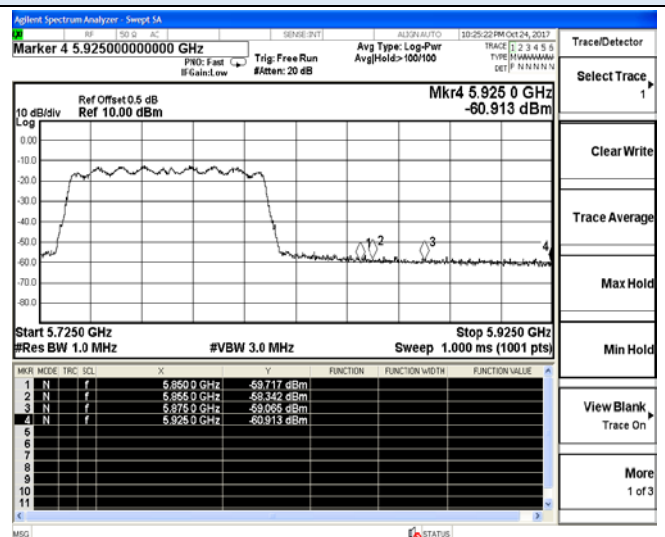 Agilent Spectrum Analyzer - Swept SA
RF 50 Ω AC SENSE:INT ALIGN AUTO 10:25:22 PM Oct 24, 2017
Marker 4 5.925000000000 GHz
PNO: Fast
IFGain:Low
Trig: Free Run
#Atten: 20 dB
Avg Type: Log-Pwr
Avg|Hold:>100/100
TRACE 1 2 3 4 5 6
TYPE
DET P N N N N N
Ref Offset 0.5 dB
10 dB/div Ref 10.00 dBm
Log
Mkr4 5.925 0 GHz
-60.913 dBm
0.00
-10.0
-20.0
-30.0
-40.0
-50.0
-60.0
-70.0
-80.0
1 2 3 4
Start 5.7250 GHz Stop 5.9250 GHz
#Res BW 1.0 MHz #VBW 3.0 MHz Sweep 1.000 ms (1001 pts)
MKR MODE TRC SCL X Y FUNCTION FUNCTION WIDTH FUNCTION VALUE
1 N f 5.850 0 GHz -59.717 dBm
2 N f 5.855 0 GHz -58.342 dBm
3 N f 5.875 0 GHz -59.065 dBm
4 N f 5.925 0 GHz -60.913 dBm
5
6
7
8
9
10
11
MSG STATUS
Trace/Detector
Select Trace
1
Clear Write
Trace Average
Max Hold
Min Hold
View Blank
Trace On
More
1 of 3